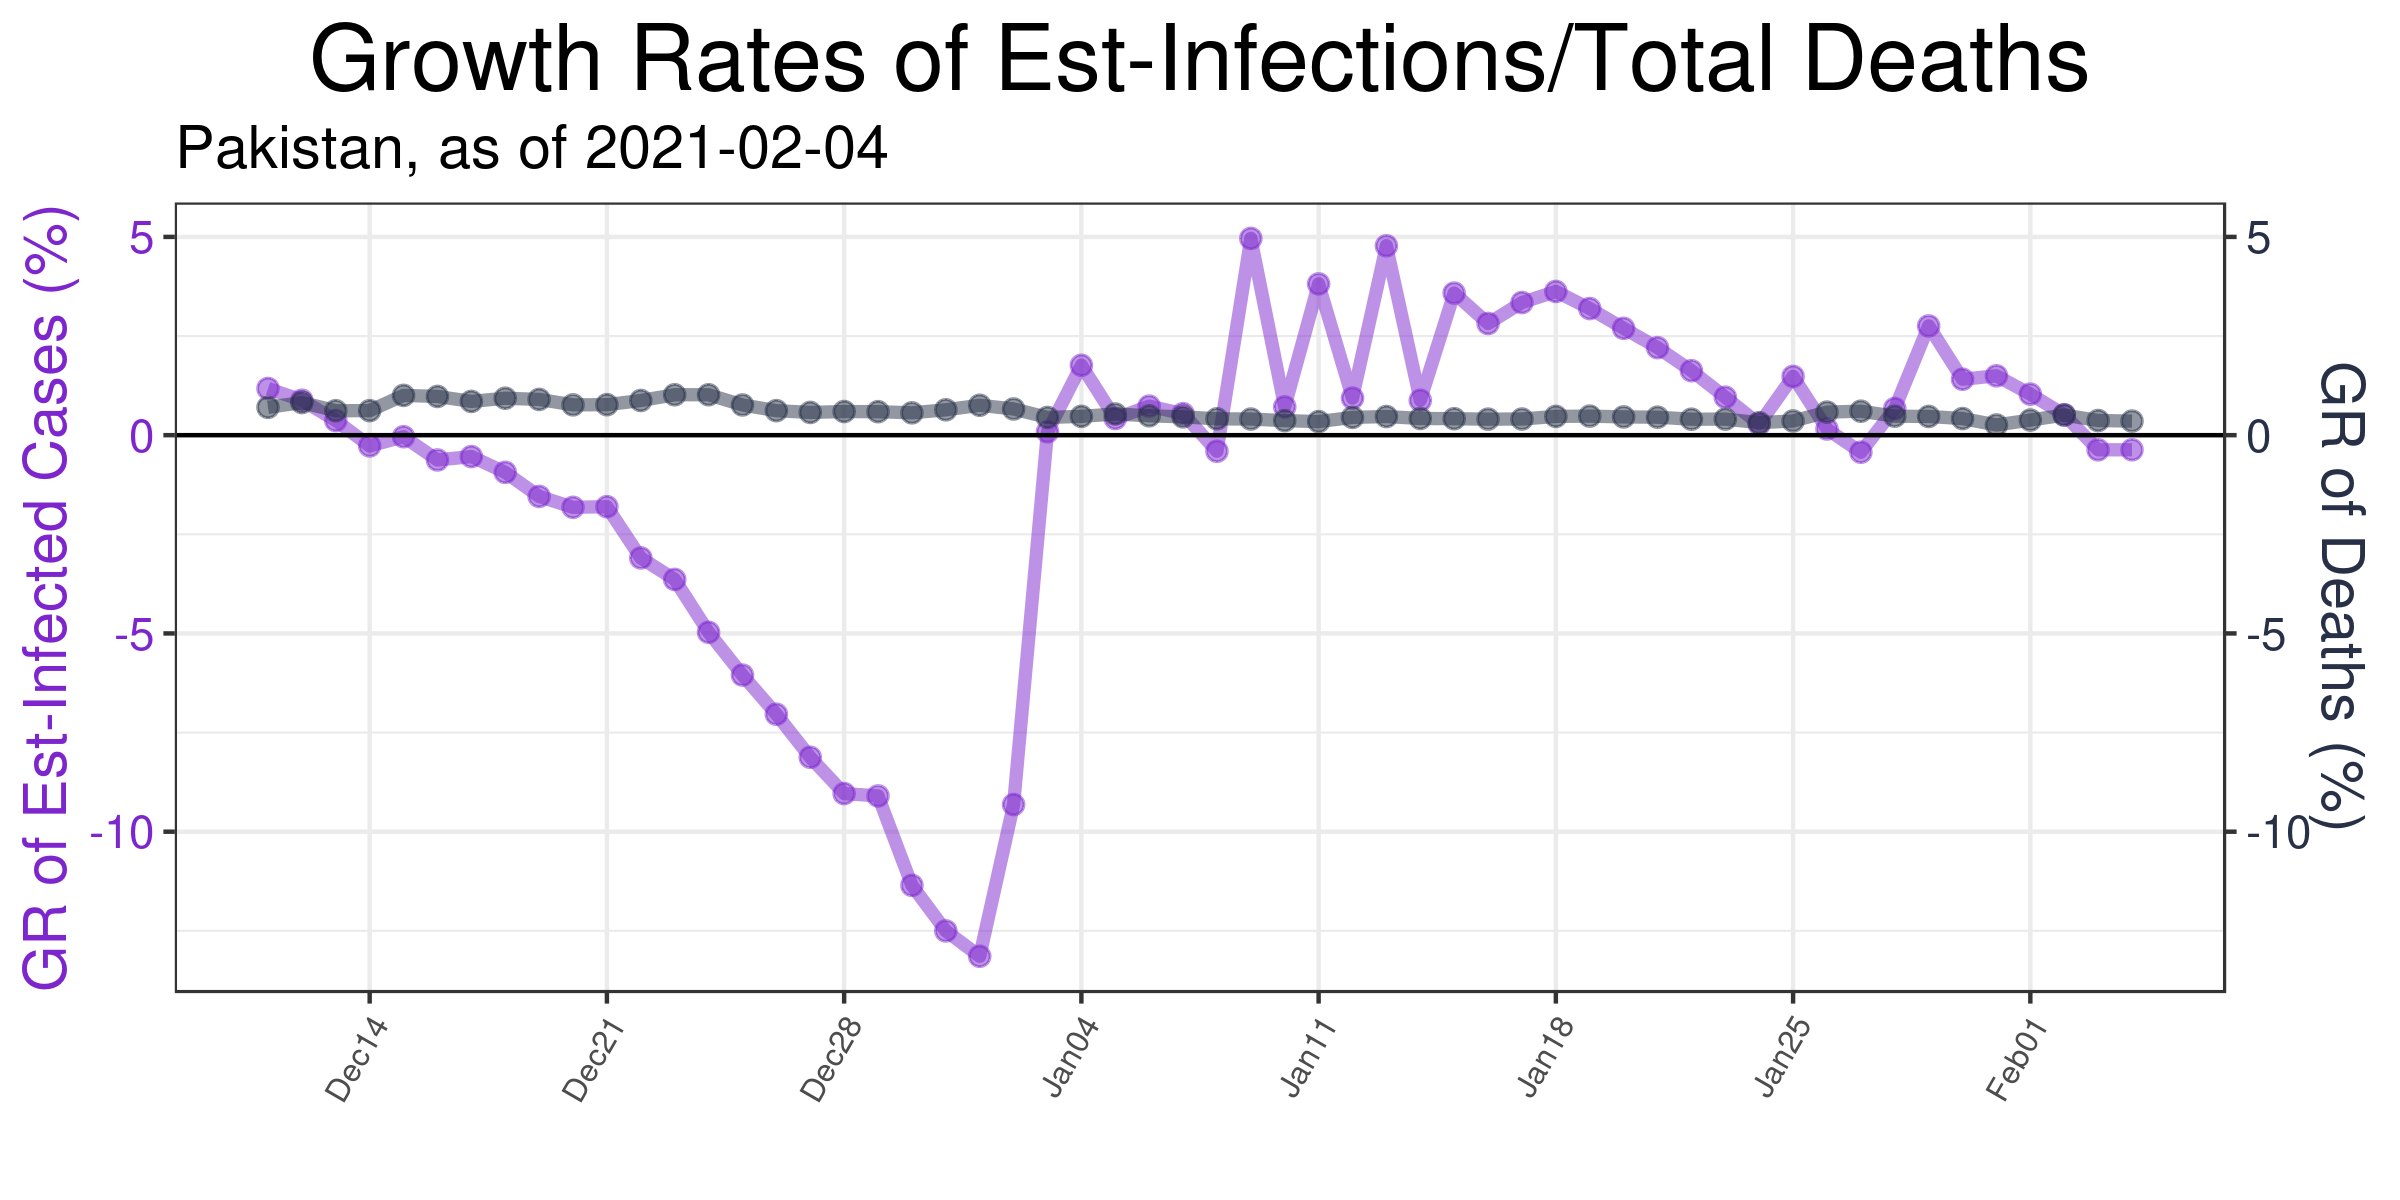 Growth Rates of Est-Infections/Total Deaths
Pakistan, as of 2021-02-04
GR of Est-Infected Cases (%)
5
0
-5
-10
5
0
-5
-10
GR of Deaths (%)
Dec14
Dec21
Dec28
Jan04
Jan11
Jan18
Jan25
Feb01